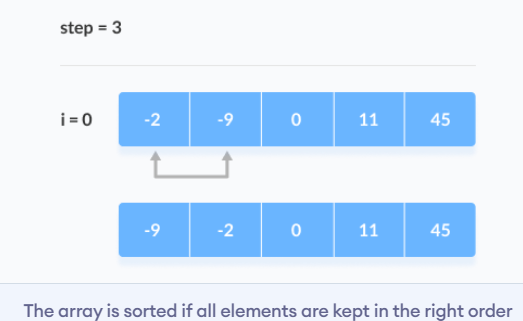 step = 3
i = 0 -2 -9 0 11 45
-9 -2 0 11 45
The array is sorted if all elements are kept in the right order